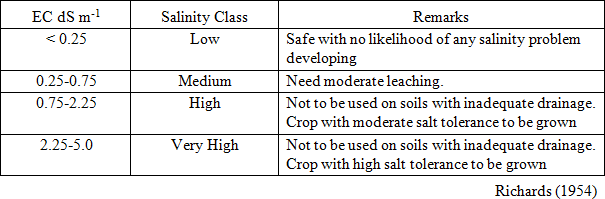 EC dS m-1 Salinity Class Remarks
< 0.25 Low Safe with no likelihood of any salinity problem
developing
0.25-0.75 Medium Need moderate leaching.
0.75-2.25 High Not to be used on soils with inadequate drainage.
Crop with moderate salt tolerance to be grown
2.25-5.0 Very High Not to be used on soils with inadequate drainage.
Crop with high salt tolerance to be grown
Richards (1954)